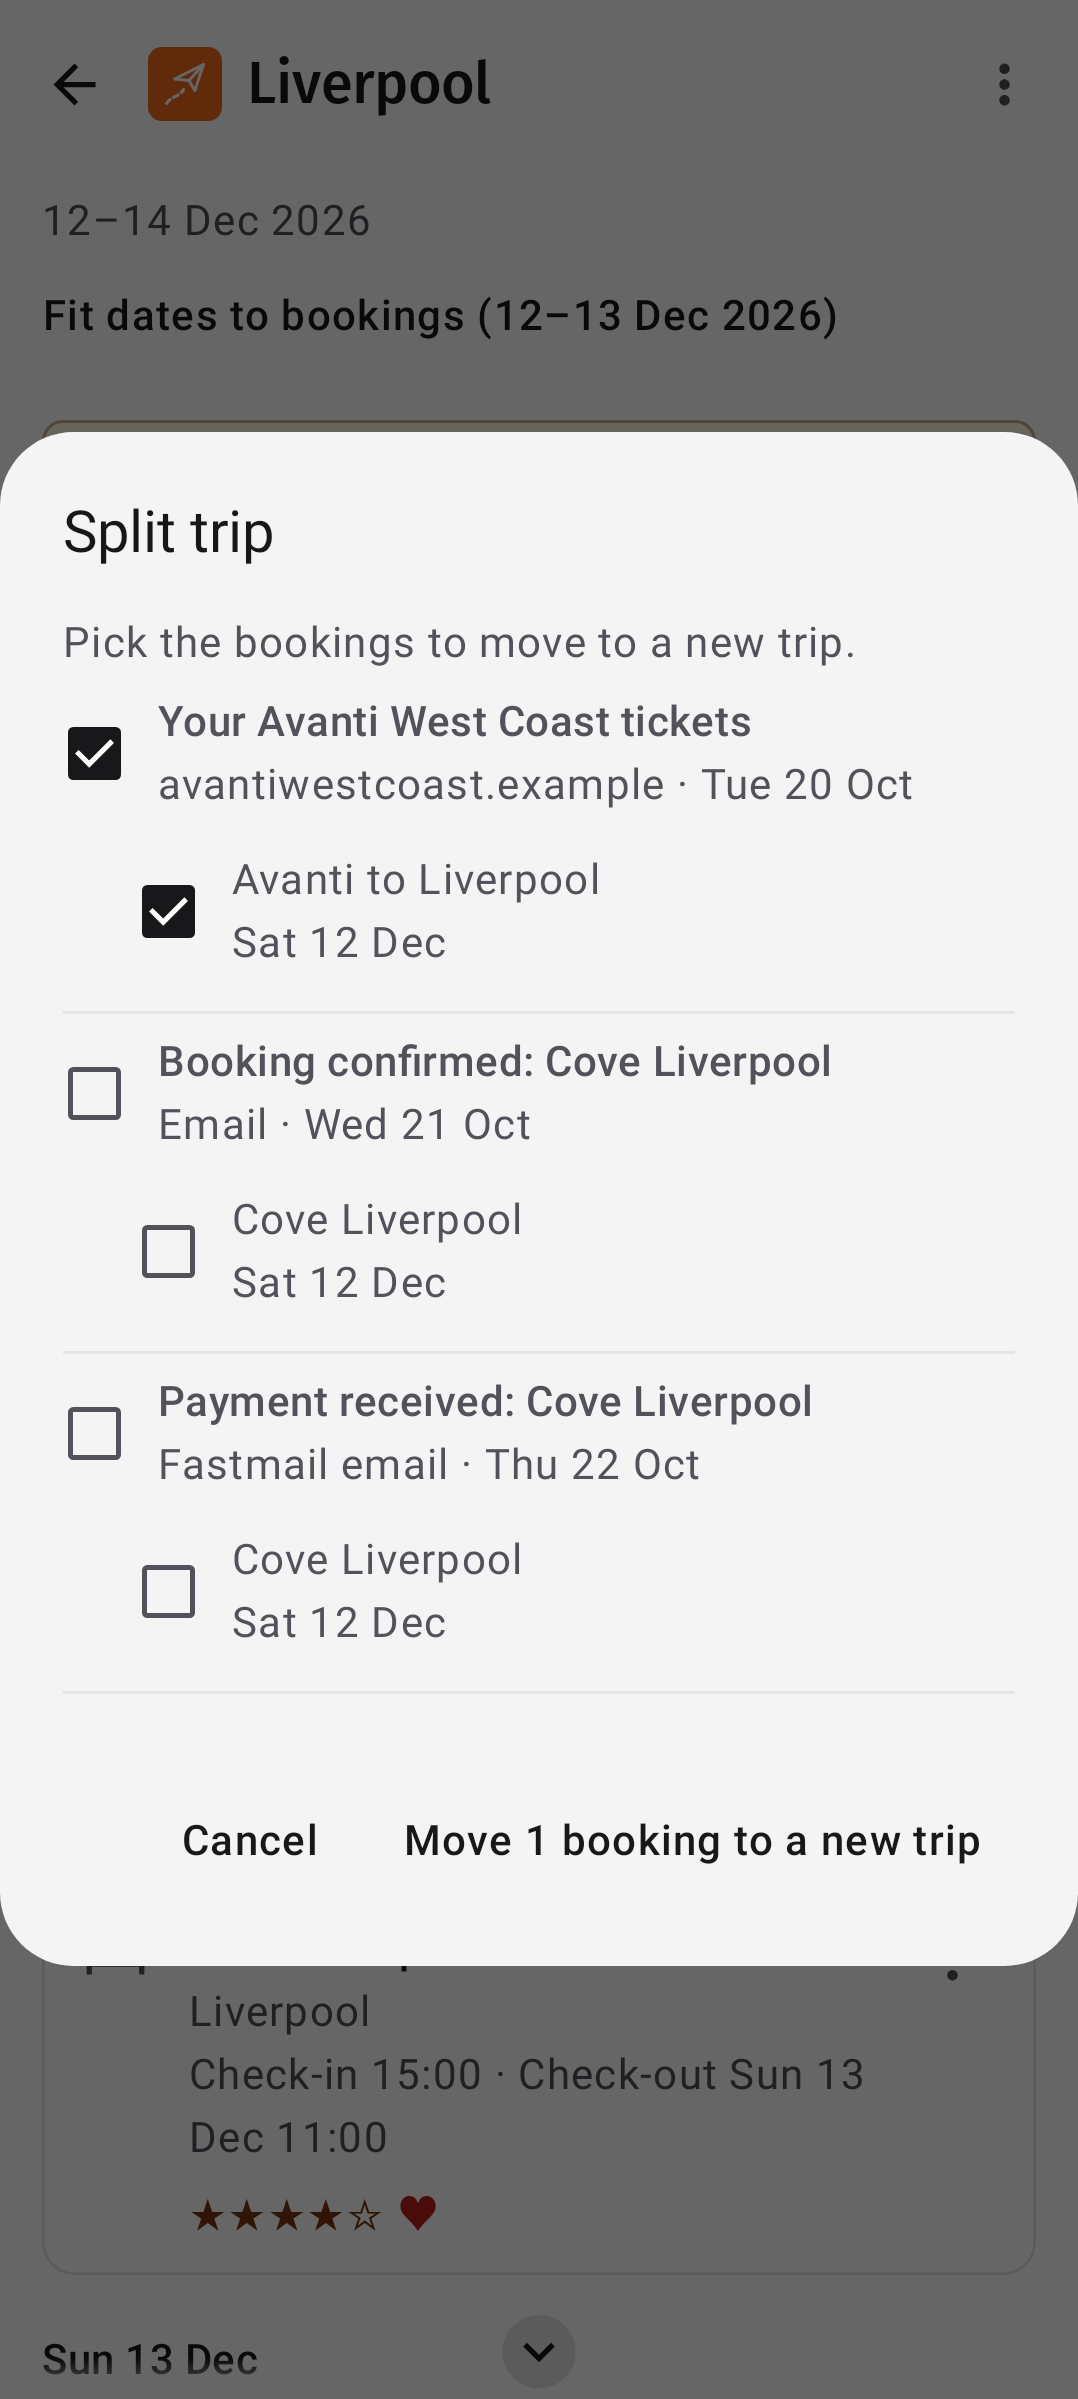 Liverpool
12–14 Dec 2026
Fit dates to bookings (12–13 Dec 2026)
Split trip
Pick the bookings to move to a new trip.
Your Avanti West Coast tickets
avantiwestcoast.example · Tue 20 Oct
Avanti to Liverpool
Sat 12 Dec
Booking confirmed: Cove Liverpool
Email · Wed 21 Oct
Cove Liverpool
Sat 12 Dec
Payment received: Cove Liverpool
Fastmail email · Thu 22 Oct
Cove Liverpool
Sat 12 Dec
Cancel
Move 1 booking to a new trip
Liverpool
Check-in 15:00 · Check-out Sun 13
Dec 11:00
★★★★☆ ♥
Sun 13 Dec